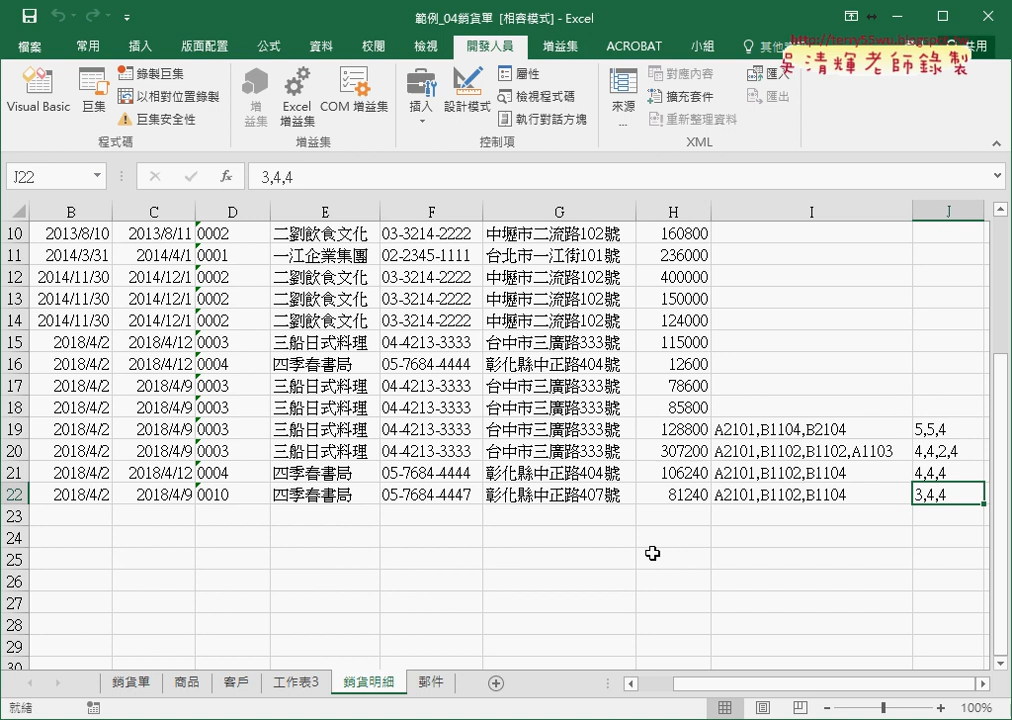 範例_04銷貨單 [相容模式] - Excel
檔案 常用 插入 版面配置 公式 資料 校閱 檢視 開發人員 增益集 ACROBAT 小組 其他 共用
吳清輝老師錄製
Visual Basic 巨集 錄製巨集 以相對位置錄製 巨集安全性
增益集 Excel 增益集 COM 增益集
插入 設計模式 屬性 檢視程式碼 執行對話方塊
來源... 對應內容 擴充套件 重新整理資料 匯入 匯出
程式碼 增益集 控制項 XML
J22 fx 3,4,4
B C D E F G H I J
10 2013/8/10 2013/8/11 0002 二劉飲食文化 03-3214-2222 中壢市二流路102號 160800
11 2014/3/31 2014/4/1 0001 一江企業集團 02-2345-1111 台北市一江街101號 236000
12 2014/11/30 2014/12/1 0002 二劉飲食文化 03-3214-2222 中壢市二流路102號 400000
13 2014/11/30 2014/12/1 0002 二劉飲食文化 03-3214-2222 中壢市二流路102號 150000
14 2014/11/30 2014/12/1 0002 二劉飲食文化 03-3214-2222 中壢市二流路102號 124000
15 2018/4/2 2018/4/12 0003 三船日式料理 04-4213-3333 台中市三廣路333號 115000
16 2018/4/2 2018/4/12 0004 四季春書局 05-7684-4444 彰化縣中正路404號 12600
17 2018/4/2 2018/4/9 0003 三船日式料理 04-4213-3333 台中市三廣路333號 78600
18 2018/4/2 2018/4/9 0003 三船日式料理 04-4213-3333 台中市三廣路333號 85800
19 2018/4/2 2018/4/9 0003 三船日式料理 04-4213-3333 台中市三廣路333號 128800 A2101,B1104,B2104 5,5,4
20 2018/4/2 2018/4/9 0003 三船日式料理 04-4213-3333 台中市三廣路333號 307200 A2101,B1102,B1102,A1103 4,4,2,4
21 2018/4/2 2018/4/12 0004 四季春書局 05-7684-4444 彰化縣中正路404號 106240 A2101,B1102,B1104 4,4,4
22 2018/4/2 2018/4/9 0010 四季春書局 05-7684-4447 彰化縣中正路407號 81240 A2101,B1102,B1104 3,4,4
23
24
25
26
27
28
29
30
銷貨單 商品 客戶 工作表3 銷貨明細 郵件
就緒 100%